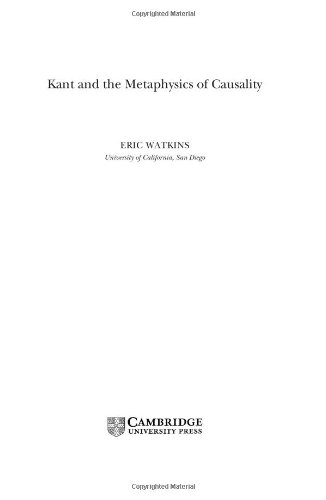 Copyrighted Material
Kant and the Metaphysics of Causality
ERIC WATKINS
University of California, San Diego
CAMBRIDGE
UNIVERSITY PRESS
Copyrighted Material